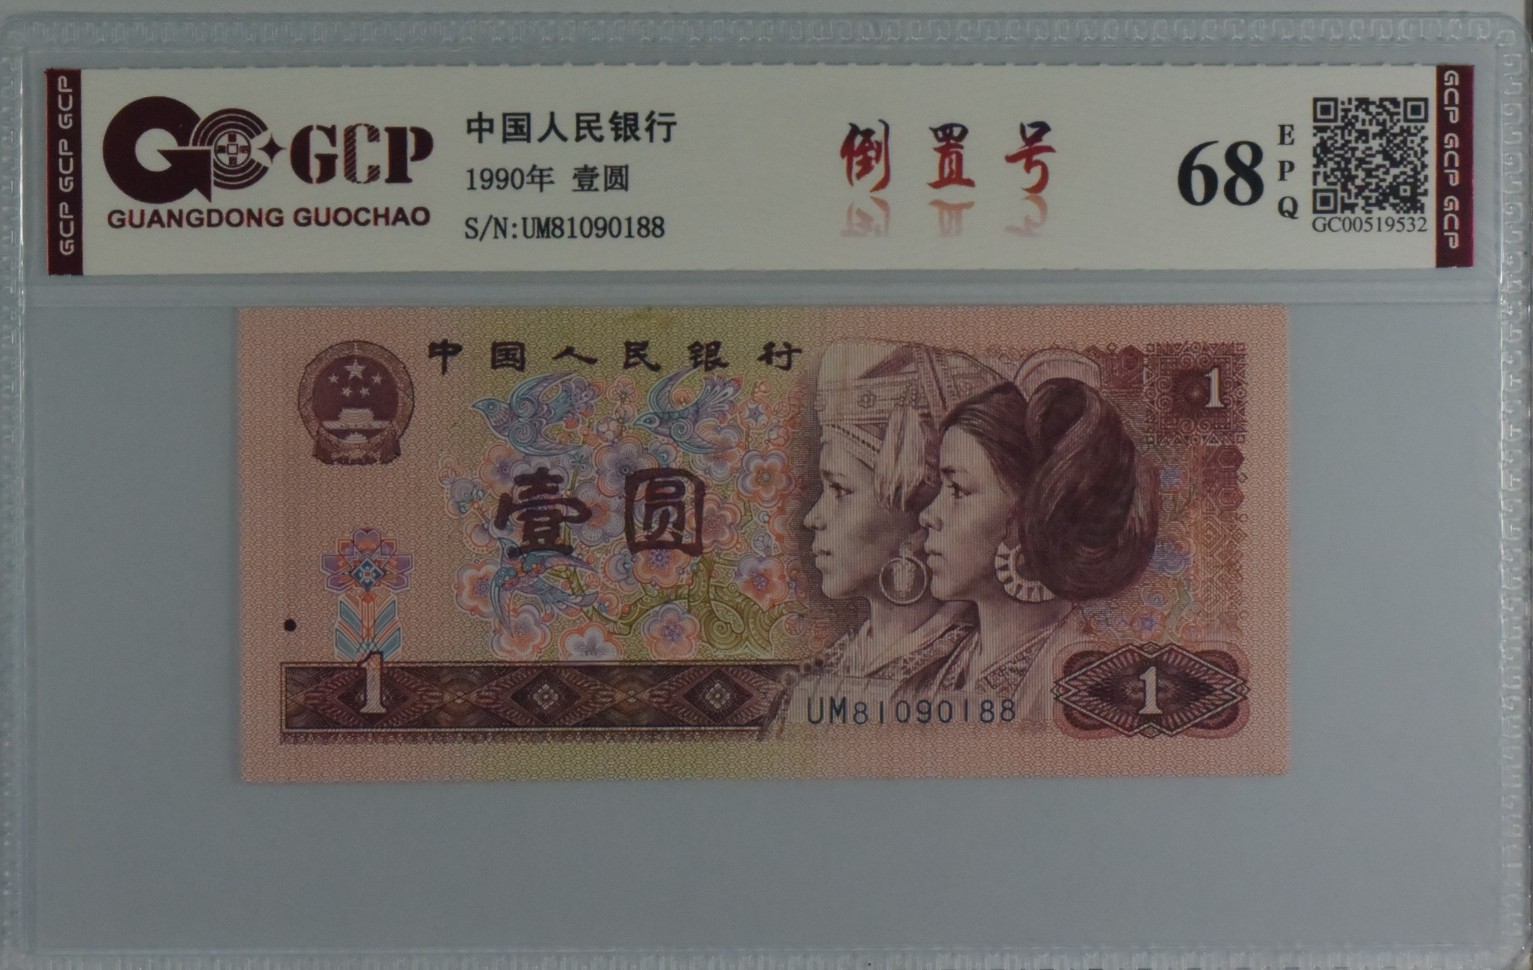 GCP GCP GCP
GCP
GUANGDONG GUOCHAO
中国人民银行
1990年 壹圆
S/N:UM81090188
倒置号
68
EPQ
GC00519532
GCP GCP GCP
中国人民银行
1
壹圆
1
UM81090188
1